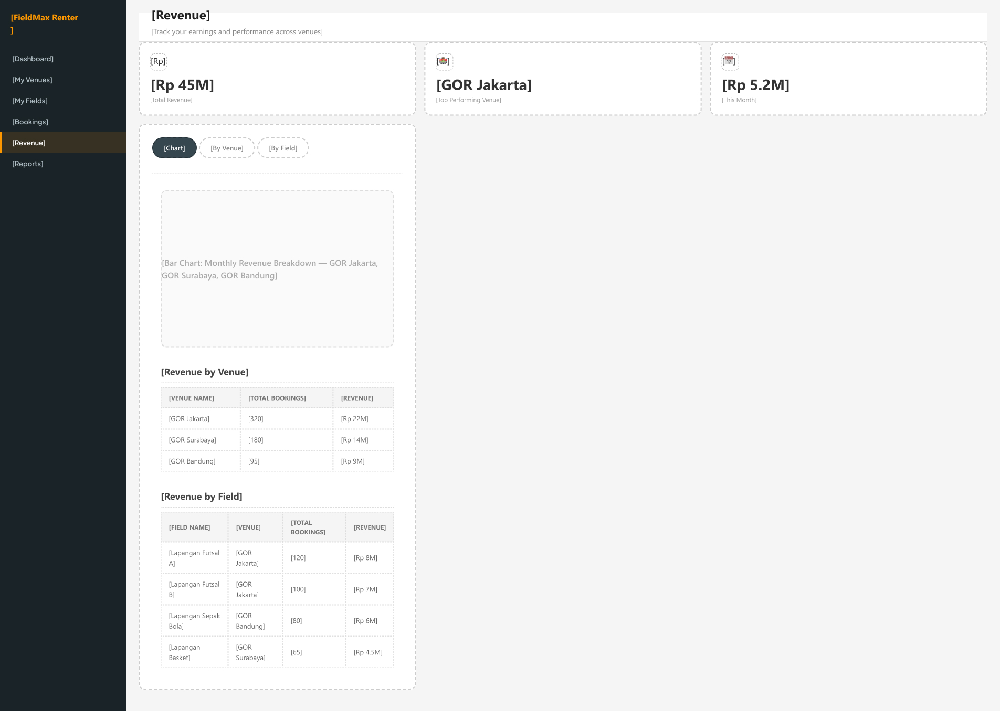 [FieldMax Renter
]
[Dashboard]
[My Venues]
[My Fields]
[Bookings]
[Revenue]
[Reports]
[Revenue]
[Track your earnings and performance across venues]
[Rp]
[Rp 45M]
[Total Revenue]
[🏟️]
[GOR Jakarta]
[Top Performing Venue]
[📅]
[Rp 5.2M]
[This Month]
[Chart] [By Venue] [By Field]
[Bar Chart: Monthly Revenue Breakdown — GOR Jakarta,
GOR Surabaya, GOR Bandung]
[Revenue by Venue]
[VENUE NAME] [TOTAL BOOKINGS] [REVENUE]
[GOR Jakarta] [320] [Rp 22M]
[GOR Surabaya] [180] [Rp 14M]
[GOR Bandung] [95] [Rp 9M]
[Revenue by Field]
[FIELD NAME] [VENUE] [TOTAL
BOOKINGS] [REVENUE]
[Lapangan Futsal
A] [GOR
Jakarta] [120] [Rp 8M]
[Lapangan Futsal
B] [GOR
Jakarta] [100] [Rp 7M]
[Lapangan Sepak
Bola] [GOR
Bandung] [80] [Rp 6M]
[Lapangan
Basket] [GOR
Surabaya] [65] [Rp 4.5M]